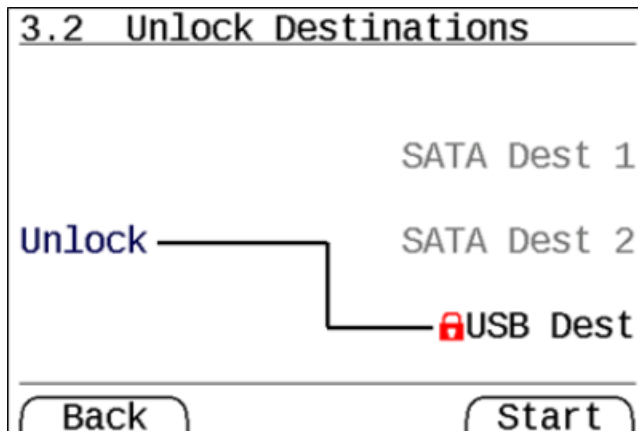 3.2 Unlock Destinations
SATA Dest 1
Unlock SATA Dest 2
USB Dest
Back Start